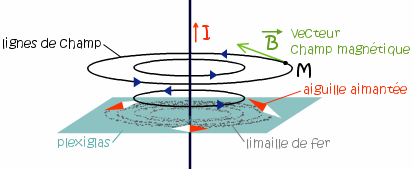 I
B
vecteur
champ magnétique
lignes de champ
M
aiguille aimantée
plexiglas
limaille de fer